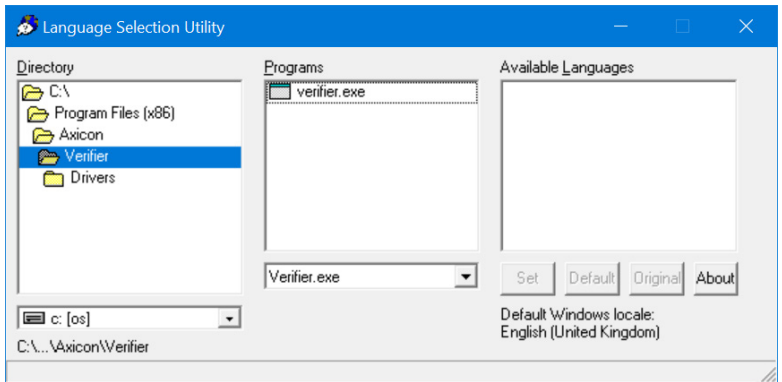 Language Selection Utility
Directory
C:\
Program Files (x86)
Axicon
Verifier
Drivers
c: [os]
C:\...\Axicon\Verifier
Programs
verifier.exe
Verifier.exe
Available Languages
Set Default Original About
Default Windows locale:
English (United Kingdom)